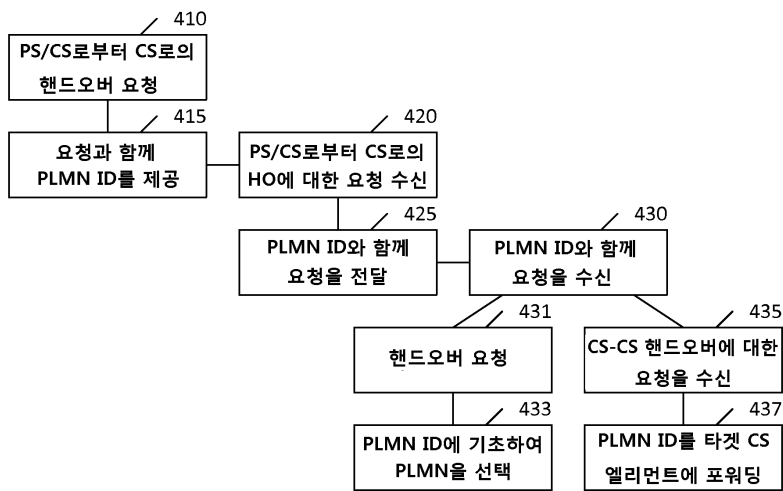 410
PS/CS로부터 CS로의
핸드오버 요청
415
요청과 함께
PLMN ID를 제공
420
PS/CS로부터 CS로의
HO에 대한 요청 수신
425
PLMN ID와 함께
요청을 전달
430
PLMN ID와 함께
요청을 수신
431
핸드오버 요청
433
PLMN ID에 기초하여
PLMN을 선택
435
CS-CS 핸드오버에 대한
요청을 수신
437
PLMN ID를 타겟 CS
엘리먼트에 포워딩